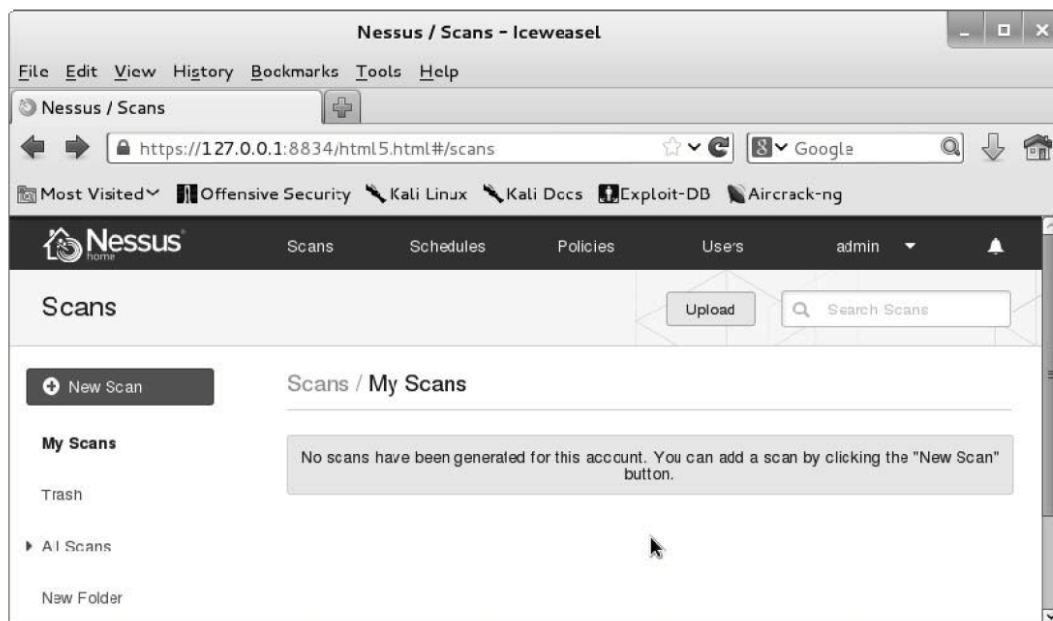 Nessus / Scans - Iceweasel
File Edit View History Bookmarks Tools Help
Nessus / Scans
https://127.0.0.1:8834/html5.html#/scans
8 Google
Most Visited Offensive Security Kali Linux Kali Docs Exploit-DB Aircrack-ng
Nessus home Scans Schedules Policies Users admin
Scans Upload Search Scans
New Scan
Scans / My Scans
My Scans
No scans have been generated for this account. You can add a scan by clicking the "New Scan"
button.
Trash
All Scans
New Folder